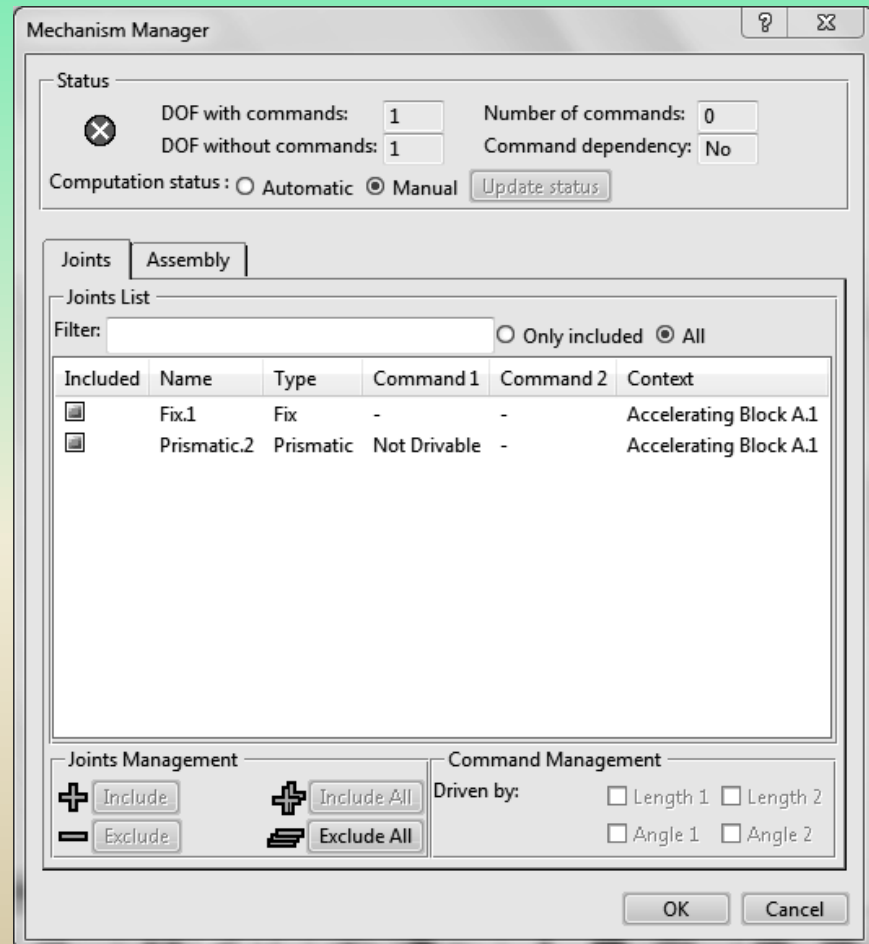 Mechanism Manager
Status
DOF with commands: 1 Number of commands: 0
DOF without commands: 1 Command dependency: No
Computation status : Automatic Manual Update status
Joints Assembly
Joints List
Filter: Only included All
Included Name Type Command 1 Command 2 Context
Fix.1 Fix - - Accelerating Block A.1
Prismatic.2 Prismatic Not Drivable - Accelerating Block A.1
Joints Management Command Management
Include Include All Driven by: Length 1 Length 2
Exclude Exclude All Angle 1 Angle 2
OK Cancel